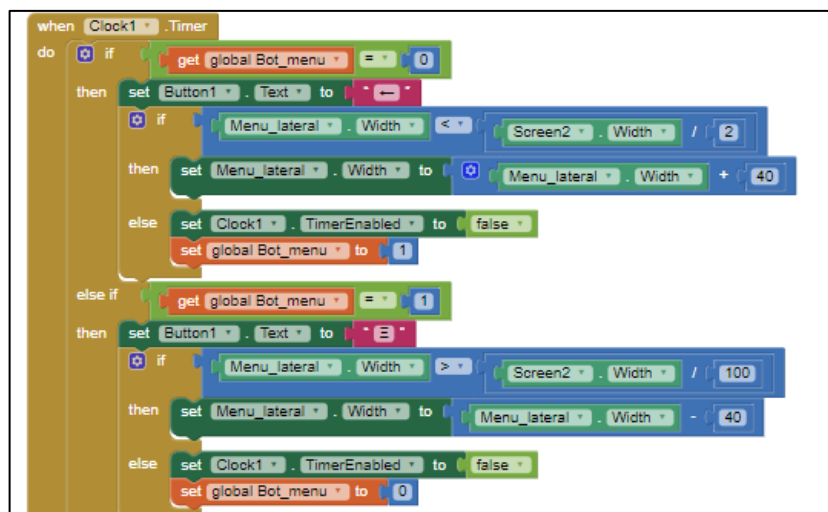 when Clock1 .Timer
do if get global Bot_menu = 0
then set Button1 . Text to " ← "
if Menu_lateral . Width < Screen2 . Width / 2
then set Menu_lateral . Width to Menu_lateral . Width + 40
else set Clock1 . TimerEnabled to false
set global Bot_menu to 1
else if get global Bot_menu = 1
then set Button1 . Text to " Ξ "
if Menu_lateral . Width > Screen2 . Width / 100
then set Menu_lateral . Width to Menu_lateral . Width - 40
else set Clock1 . TimerEnabled to false
set global Bot_menu to 0